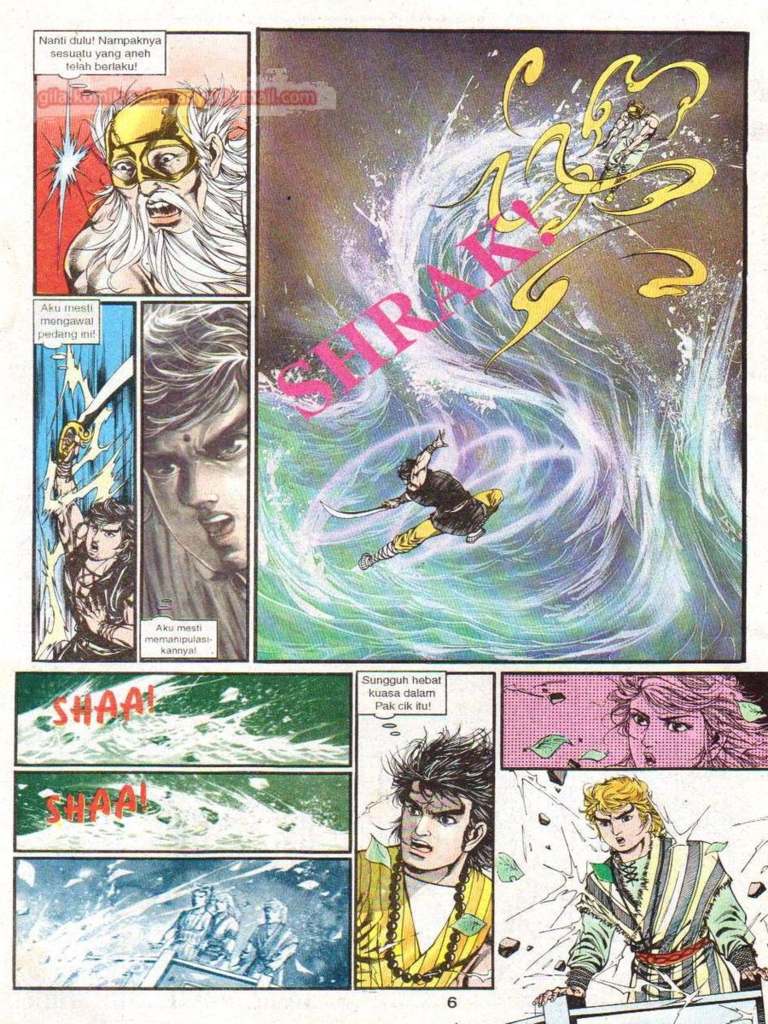 Nanti dulu! Nampaknya
sesuatu yang aneh
telah berlaku!
SHRAK!
Aku mesti
mengawal
pedang ini!
Aku mesti
memanipulasi-
kannya!
SHAA!
SHAA!
Sungguh hebat
kuasa dalam
Pak cik itu!
6